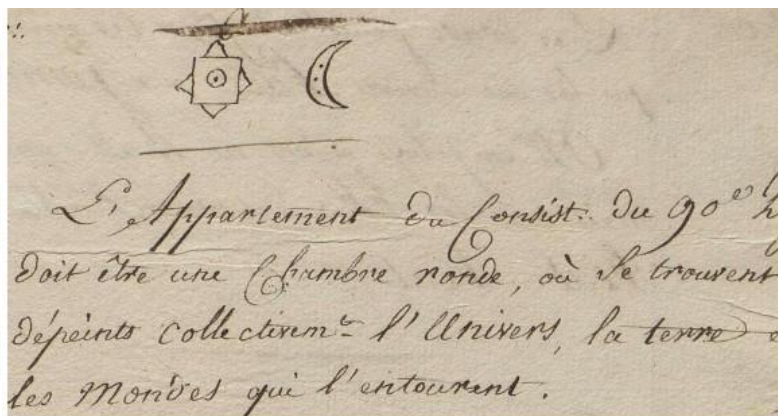 L'Appartement du Consist: du 90e
doit être une Chambre ronde, où se trouvent
dépeints collectivemt l'Univers, la terre
les Mondes qui l'entourent.